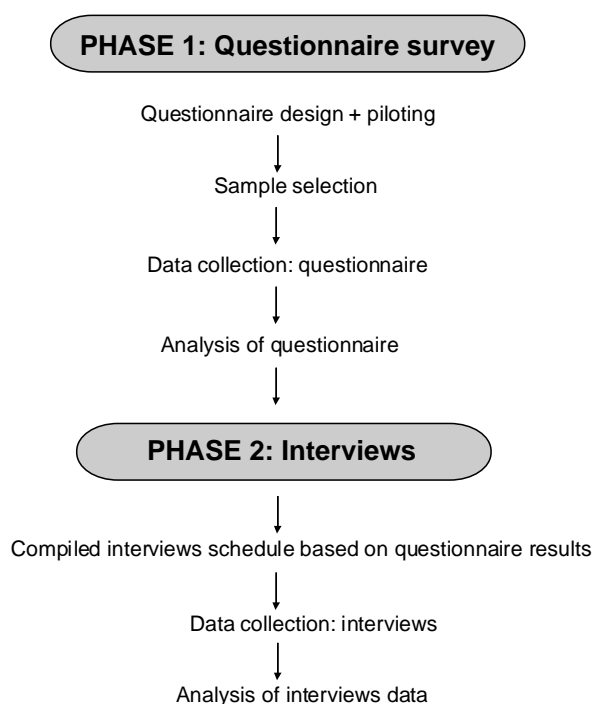 PHASE 1: Questionnaire survey
Questionnaire design + piloting
Sample selection
Data collection: questionnaire
Analysis of questionnaire
PHASE 2: Interviews
Compiled interviews schedule based on questionnaire results
Data collection: interviews
Analysis of interviews data